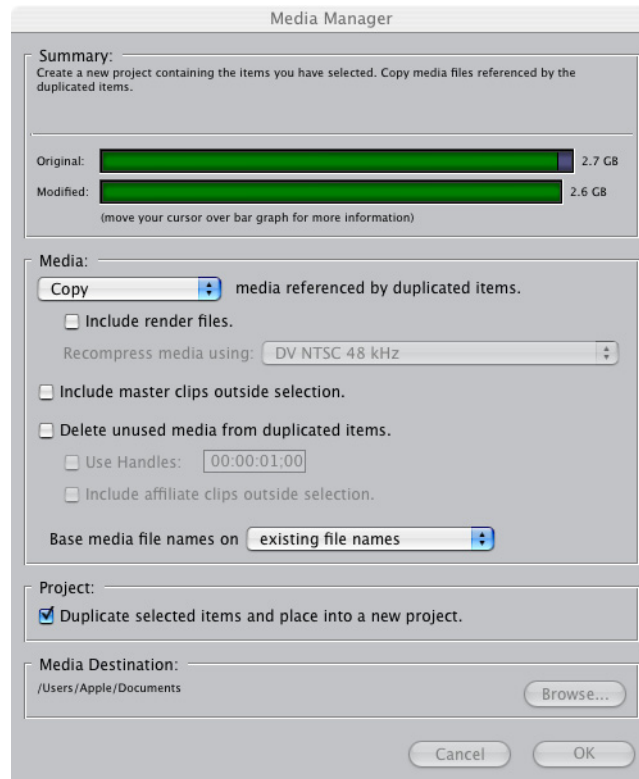 Media Manager
Summary:
Create a new project containing the items you have selected. Copy media files referenced by the
duplicated items.
Original: 2.7 GB
Modified: 2.6 GB
(move your cursor over bar graph for more information)
Media:
Copy media referenced by duplicated items.
Include render files.
Recompress media using: DV NTSC 48 kHz
Include master clips outside selection.
Delete unused media from duplicated items.
Use Handles: 00:00:01;00
Include affiliate clips outside selection.
Base media file names on existing file names
Project:
Duplicate selected items and place into a new project.
Media Destination:
/Users/Apple/Documents
Browse...
Cancel OK